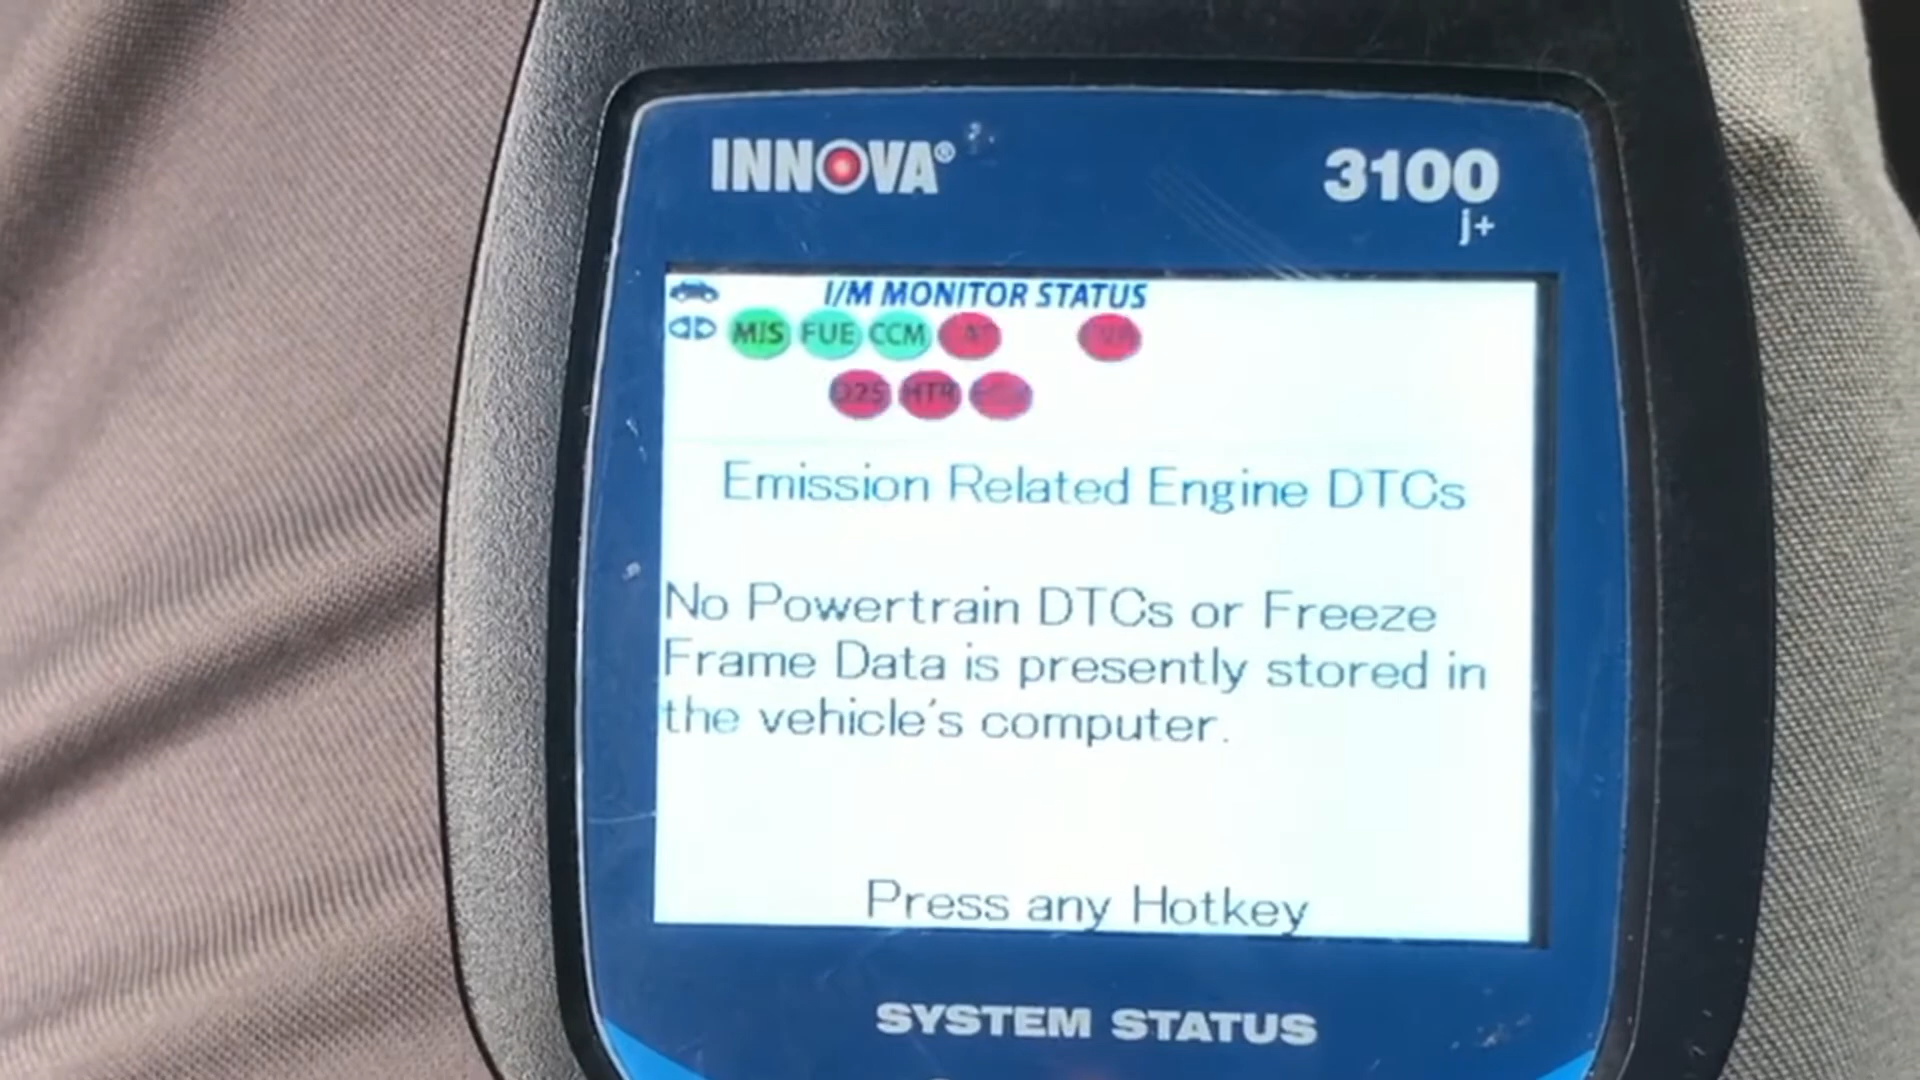 INNOVA®
3100
j+
I/M MONITOR STATUS
MIS FUE CCM
O2S HTR
Emission Related Engine DTCs
No Powertrain DTCs or Freeze
Frame Data is presently stored in
the vehicle's computer.
Press any Hotkey
SYSTEM STATUS